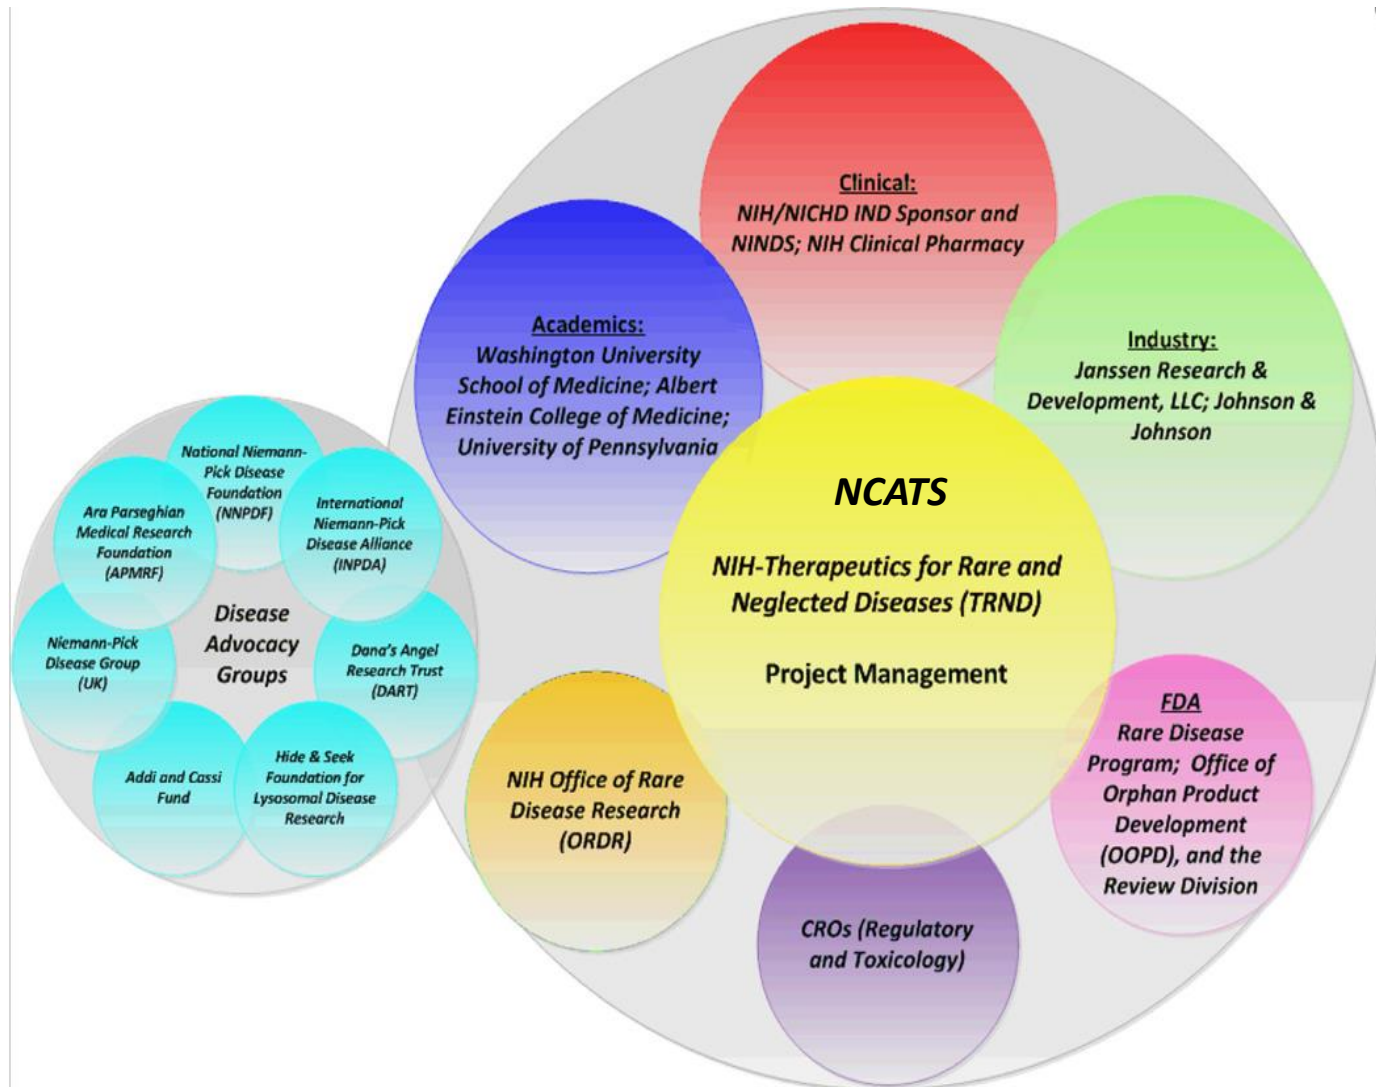 Clinical:
NIH/NICHD IND Sponsor and
NINDS; NIH Clinical Pharmacy
Academics:
Washington University
School of Medicine; Albert
Einstein College of Medicine;
University of Pennsylvania
Industry:
Janssen Research &
Development, LLC; Johnson &
Johnson
NCATS
NIH-Therapeutics for Rare and
Neglected Diseases (TRND)
Project Management
National Niemann-
Pick Disease
Foundation
(NNPDF)
Ara Parseghian
Medical Research
Foundation
(APMRF)
International
Niemann-Pick
Disease Alliance
(INPDA)
Disease
Advocacy
Groups
Niemann-Pick
Disease Group
(UK)
Dana's Angel
Research Trust
(DART)
Addi and Cassi
Fund
Hide & Seek
Foundation for
Lysosomal Disease
Research
NIH Office of Rare
Disease Research
(ORDR)
FDA
Rare Disease
Program; Office of
Orphan Product
Development
(OOPD), and the
Review Division
CROs (Regulatory
and Toxicology)